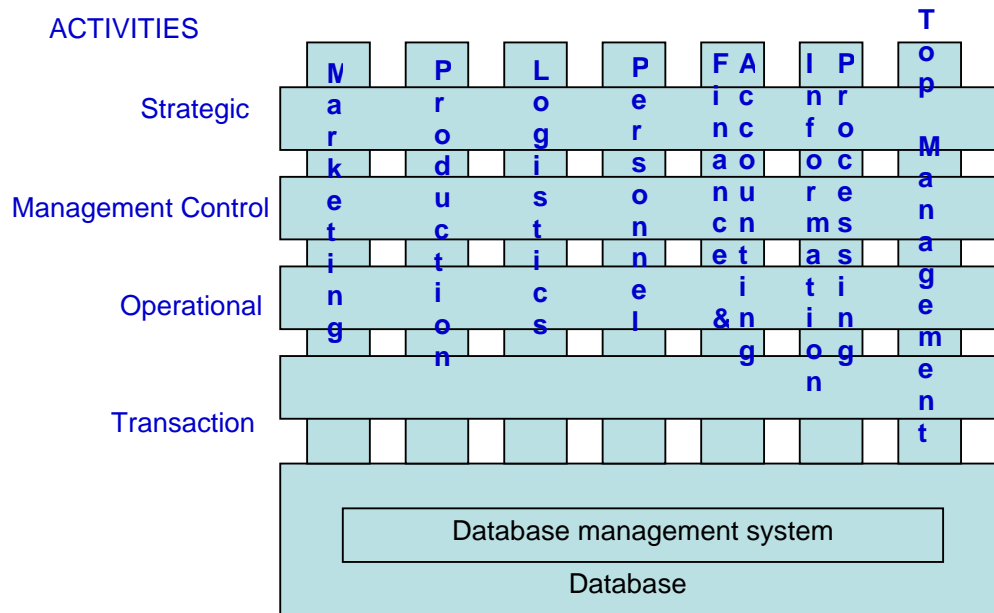 ACTIVITIES
Strategic
Management Control
Operational
Transaction
Marketing
Production
Logistics
Personnel
Finance &
Accounting
Information
Processing
Top Management
Database management system
Database